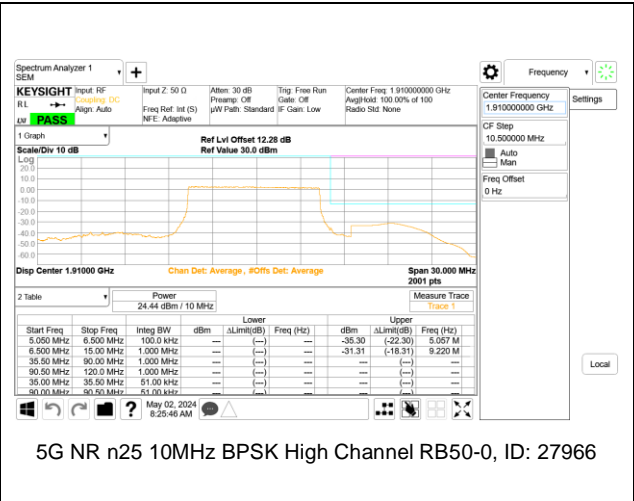 Spectrum Analyzer 1
SEM
Frequency
KEYSIGHT
RL
PASS
Input: RF
Coupling: DC
Align: Auto
Input Z: 50 Ω
Freq Ref: Int (S)
NFE: Adaptive
Atten: 30 dB
Preamp: Off
µW Path: Standard
Trig: Free Run
Gate: Off
IF Gain: Low
Center Freq: 1.910000000 GHz
Avg|Hold: 100.00% of 100
Radio Std: None
Center Frequency
1.910000000 GHz
Settings
CF Step
10.500000 MHz
Auto
Man
Freq Offset
0 Hz
Local
1 Graph
Scale/Div 10 dB
Ref Lvl Offset 12.28 dB
Ref Value 30.0 dBm
Log
20.0
10.0
0.00
-10.0
-20.0
-30.0
-40.0
-50.0
-60.0
Disp Center 1.91000 GHz
Chan Det: Average , #Offs Det: Average
Span 30.000 MHz
2001 pts
2 Table
Power
24.44 dBm / 10 MHz
Measure Trace
Trace 1
Lower Upper
Start Freq Stop Freq Integ BW dBm ΔLimit(dB) Freq (Hz) dBm ΔLimit(dB) Freq (Hz)
5.050 MHz 6.500 MHz 100.0 kHz --- (---) --- -35.30 (-22.30) 5.057 M
6.500 MHz 15.00 MHz 1.000 MHz --- (---) --- -31.31 (-18.31) 9.220 M
35.50 MHz 90.00 MHz 1.000 MHz --- (---) --- --- (---) ---
90.50 MHz 120.0 MHz 1.000 MHz --- (---) --- --- (---) ---
35.00 MHz 35.50 MHz 51.00 kHz --- (---) --- --- (---) ---
90.00 MHz 90.50 MHz 51.00 kHz --- (---) --- --- (---) ---
?
May 02, 2024
8:25:46 AM
5G NR n25 10MHz BPSK High Channel RB50-0, ID: 27966